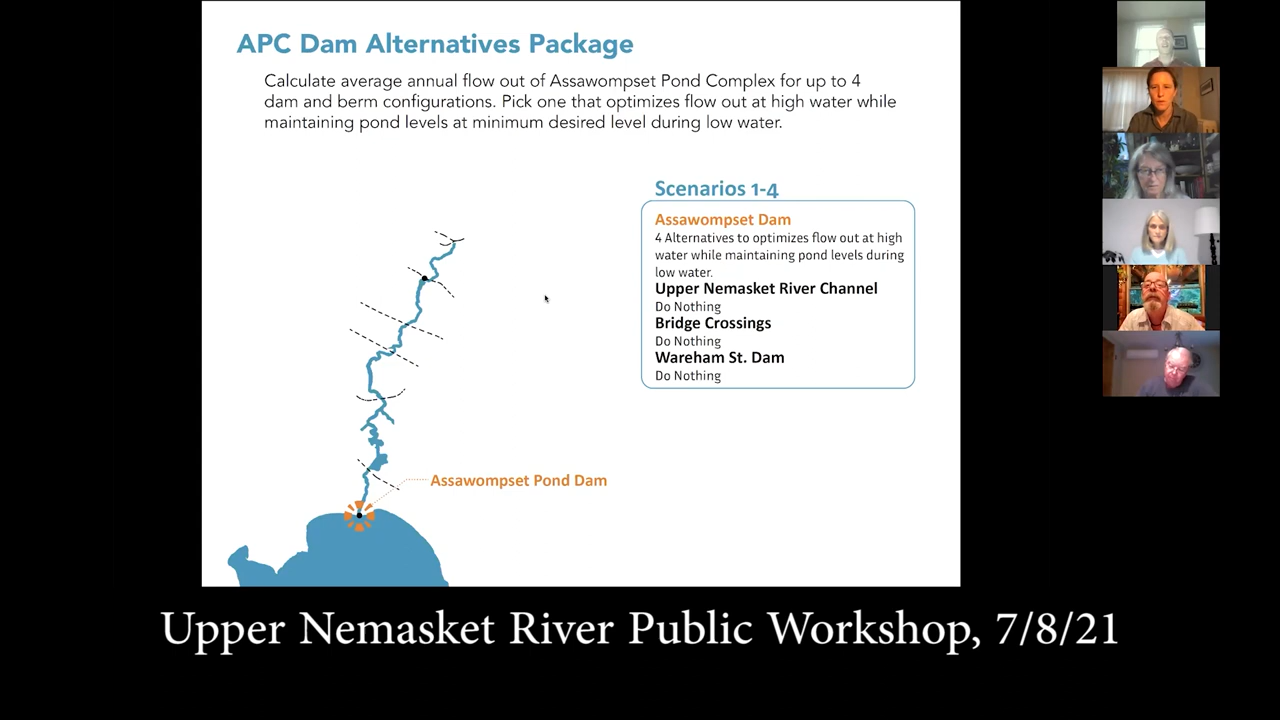 APC Dam Alternatives Package
Calculate average annual flow out of Assawompset Pond Complex for up to 4
dam and berm configurations. Pick one that optimizes flow out at high water while
maintaining pond levels at minimum desired level during low water.
Scenarios 1-4
Assawompset Dam
4 Alternatives to optimizes flow out at high
water while maintaining pond levels during
low water.
Upper Nemasket River Channel
Do Nothing
Bridge Crossings
Do Nothing
Wareham St. Dam
Do Nothing
Assawompset Pond Dam
Upper Nemasket River Public Workshop, 7/8/21